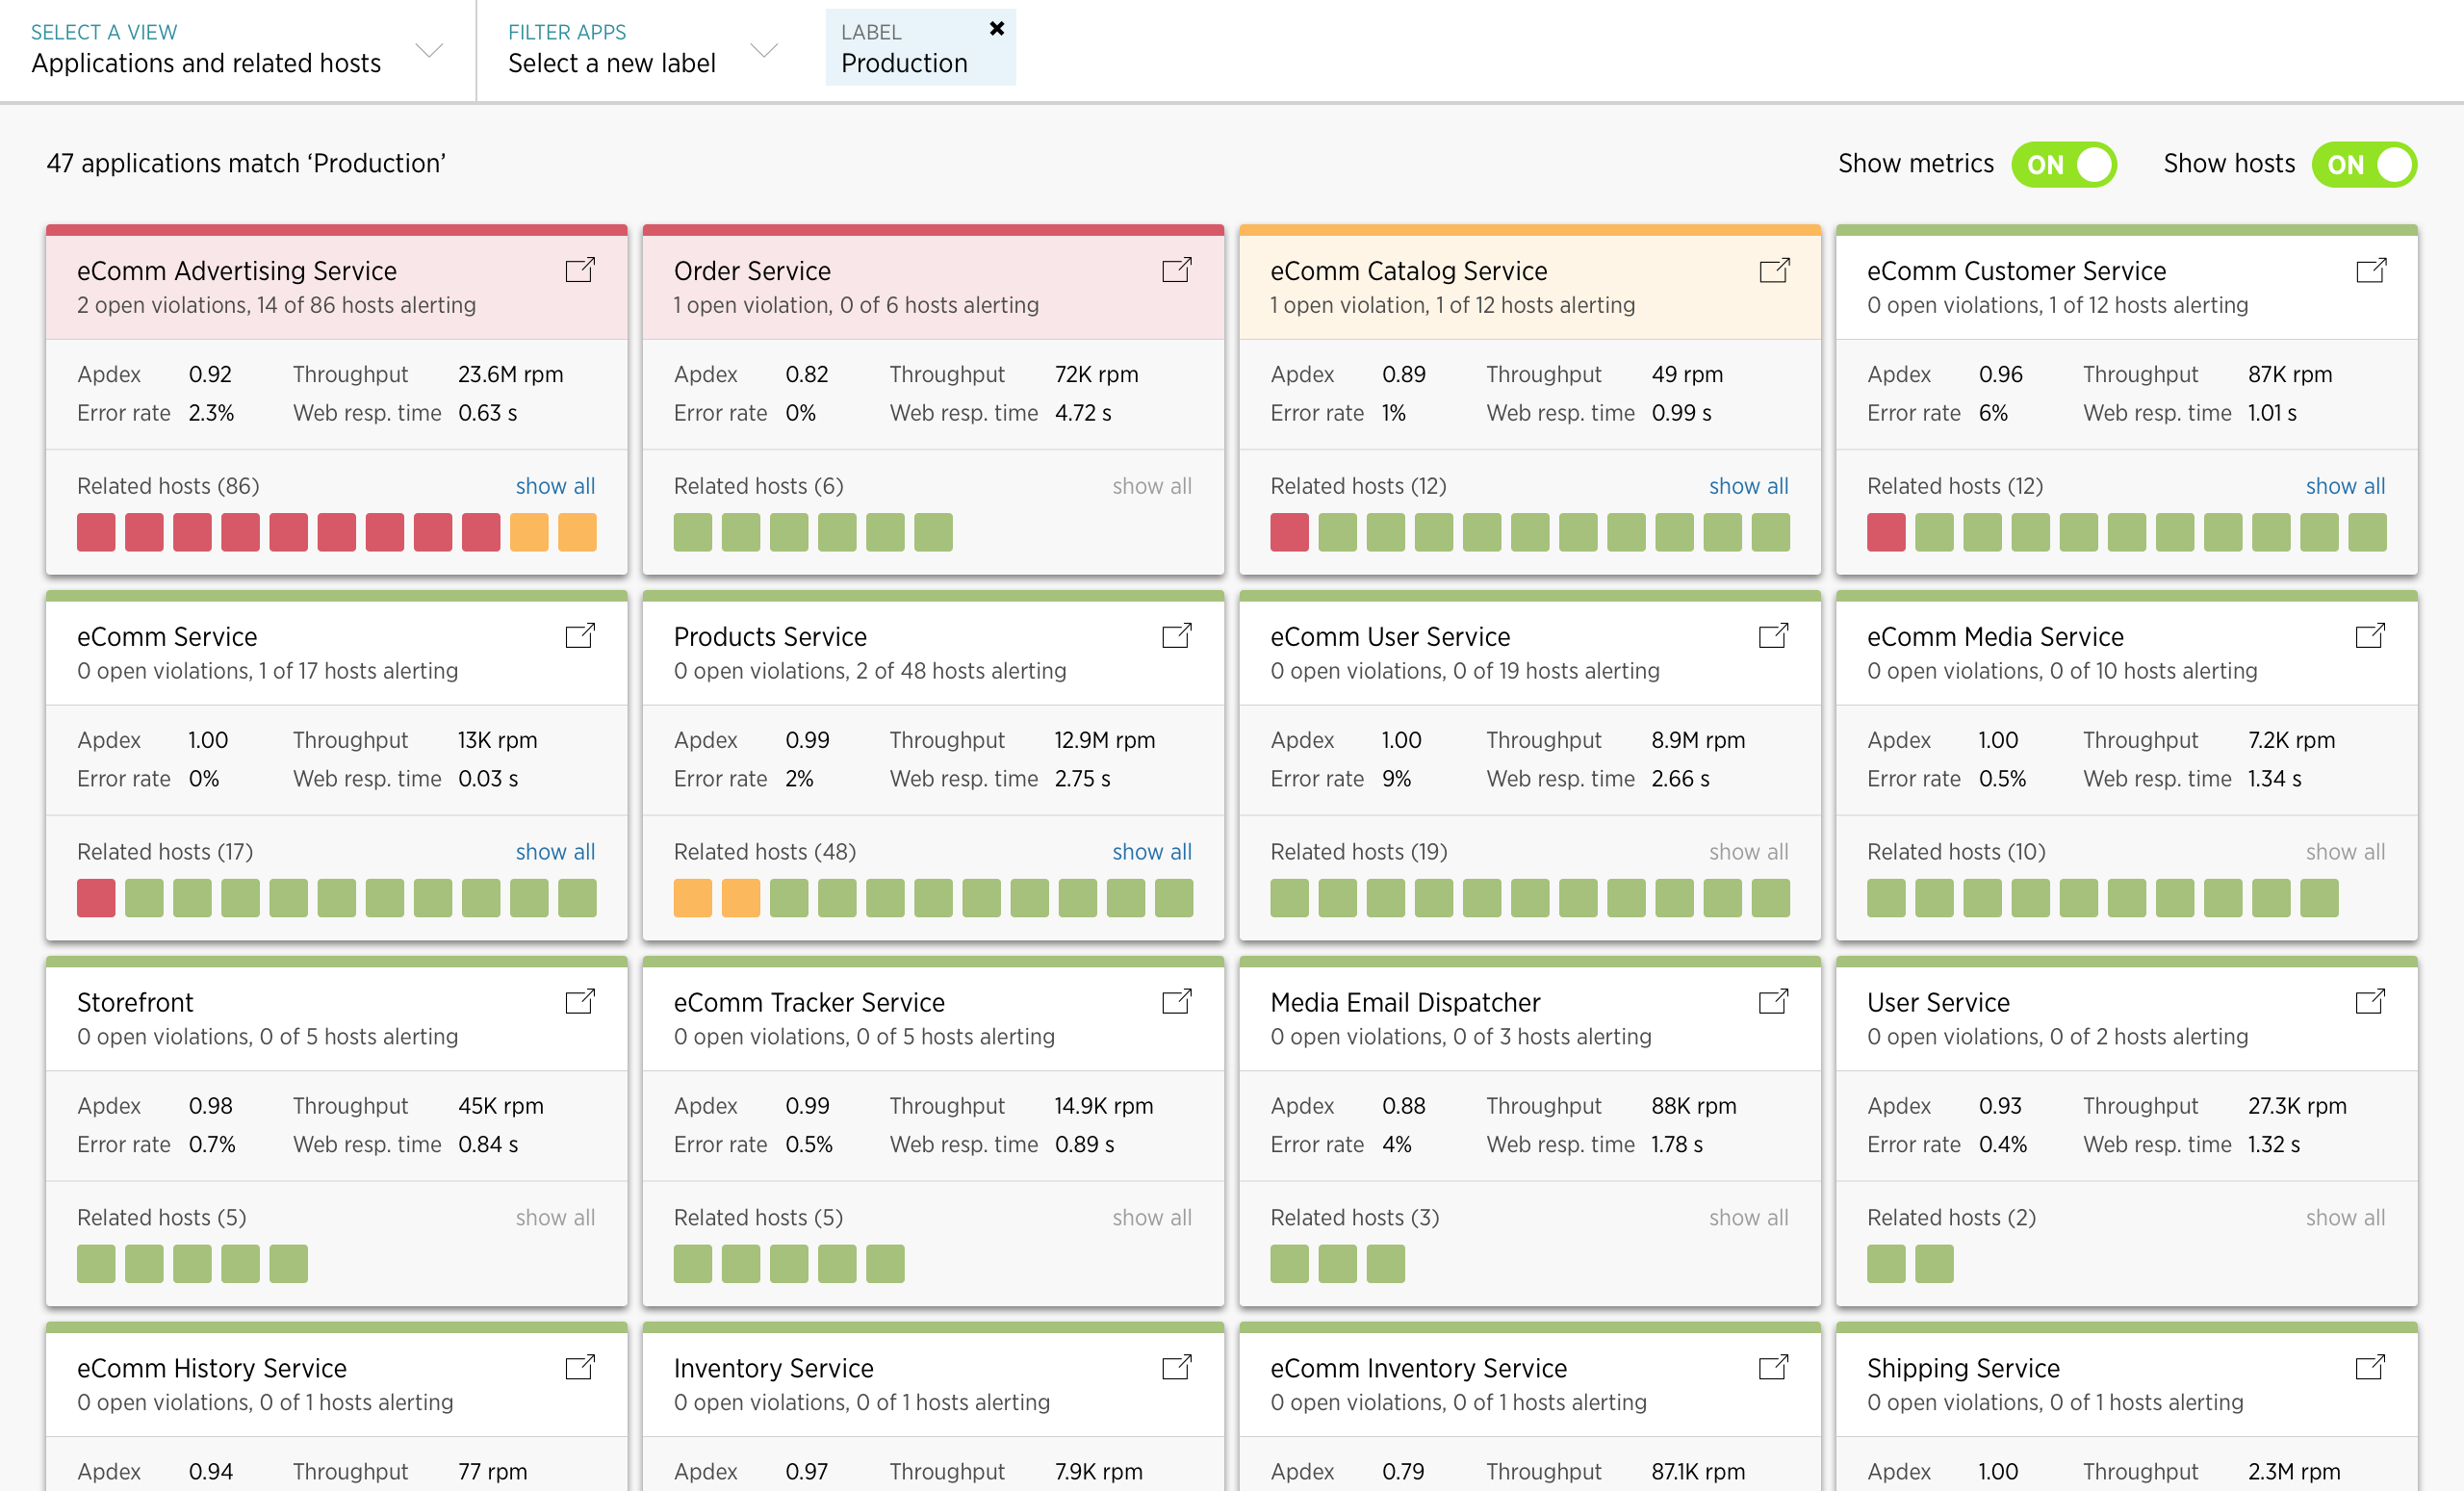 SELECT A VIEW
Applications and related hosts
FILTER APPS
Select a new label
LABEL
Production
47 applications match ‘Production’
Show metrics ON
Show hosts ON
eComm Advertising Service
2 open violations, 14 of 86 hosts alerting
Apdex 0.92 Throughput 23.6M rpm
Error rate 2.3% Web resp. time 0.63 s
Related hosts (86) show all
Order Service
1 open violation, 0 of 6 hosts alerting
Apdex 0.82 Throughput 72K rpm
Error rate 0% Web resp. time 4.72 s
Related hosts (6) show all
eComm Catalog Service
1 open violation, 1 of 12 hosts alerting
Apdex 0.89 Throughput 49 rpm
Error rate 1% Web resp. time 0.99 s
Related hosts (12) show all
eComm Customer Service
0 open violations, 1 of 12 hosts alerting
Apdex 0.96 Throughput 87K rpm
Error rate 6% Web resp. time 1.01 s
Related hosts (12) show all
eComm Service
0 open violations, 1 of 17 hosts alerting
Apdex 1.00 Throughput 13K rpm
Error rate 0% Web resp. time 0.03 s
Related hosts (17) show all
Products Service
0 open violations, 2 of 48 hosts alerting
Apdex 0.99 Throughput 12.9M rpm
Error rate 2% Web resp. time 2.75 s
Related hosts (48) show all
eComm User Service
0 open violations, 0 of 19 hosts alerting
Apdex 1.00 Throughput 8.9M rpm
Error rate 9% Web resp. time 2.66 s
Related hosts (19) show all
eComm Media Service
0 open violations, 0 of 10 hosts alerting
Apdex 1.00 Throughput 7.2K rpm
Error rate 0.5% Web resp. time 1.34 s
Related hosts (10) show all
Storefront
0 open violations, 0 of 5 hosts alerting
Apdex 0.98 Throughput 45K rpm
Error rate 0.7% Web resp. time 0.84 s
Related hosts (5) show all
eComm Tracker Service
0 open violations, 0 of 5 hosts alerting
Apdex 0.99 Throughput 14.9K rpm
Error rate 0.5% Web resp. time 0.89 s
Related hosts (5) show all
Media Email Dispatcher
0 open violations, 0 of 3 hosts alerting
Apdex 0.88 Throughput 88K rpm
Error rate 4% Web resp. time 1.78 s
Related hosts (3) show all
User Service
0 open violations, 0 of 2 hosts alerting
Apdex 0.93 Throughput 27.3K rpm
Error rate 0.4% Web resp. time 1.32 s
Related hosts (2) show all
eComm History Service
0 open violations, 0 of 1 hosts alerting
Apdex 0.94 Throughput 77 rpm
Inventory Service
0 open violations, 0 of 1 hosts alerting
Apdex 0.97 Throughput 7.9K rpm
eComm Inventory Service
0 open violations, 0 of 1 hosts alerting
Apdex 0.79 Throughput 87.1K rpm
Shipping Service
0 open violations, 0 of 1 hosts alerting
Apdex 1.00 Throughput 2.3M rpm